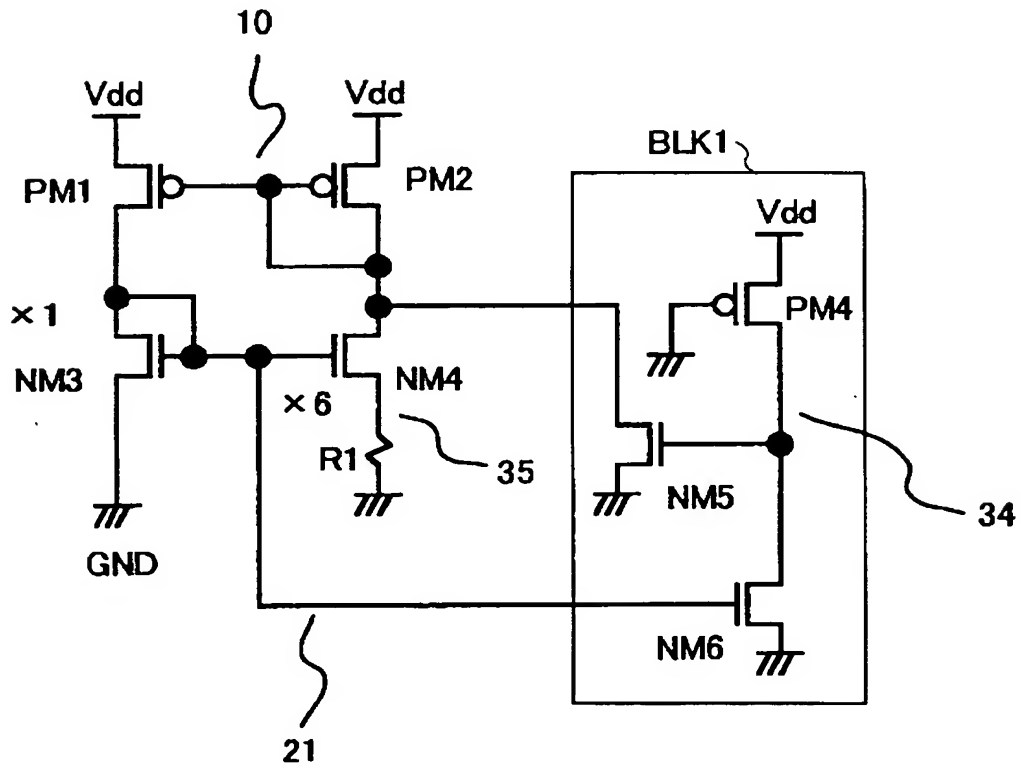 10
Vdd
Vdd
BLK1
PM1
PM2
Vdd
PM4
×1
NM3
×6
NM4
R1
35
NM5
34
GND
NM6
21